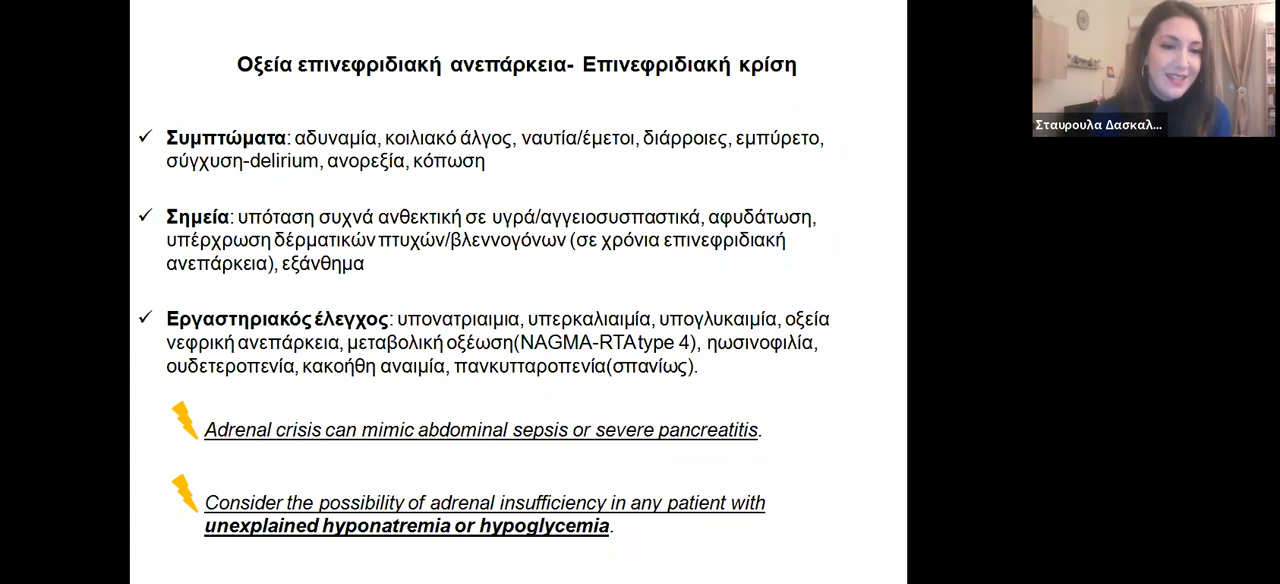 Οξεία επινεφριδιακή ανεπάρκεια- Επινεφριδιακή κρίση
Σταυρουλα Δασκαλ...
✓ Συμπτώματα: αδυναμία, κοιλιακό άλγος, ναυτία/έμετοι, διάρροιες, εμπύρετο,
σύγχυση-delirium, ανορεξία, κόπωση
✓ Σημεία: υπόταση συχνά ανθεκτική σε υγρά/αγγειοσυσπαστικά, αφυδάτωση,
υπέρχρωση δέρματικών πτυχών/βλεννογόνων (σε χρόνια επινεφριδιακή
ανεπάρκεια), εξάνθημα
✓ Εργαστηριακός έλεγχος: υπονατριαιμια, υπερκαλιαιμία, υπογλυκαιμία, οξεία
νεφρική ανεπάρκεια, μεταβολική οξέωση(NAGMA-RTA type 4), ηωσινοφιλία,
ουδετεροπενία, κακοήθη αναιμία, πανκυτταροπενία(σπανίως).
Adrenal crisis can mimic abdominal sepsis or severe pancreatitis.
Consider the possibility of adrenal insufficiency in any patient with
unexplained hyponatremia or hypoglycemia.